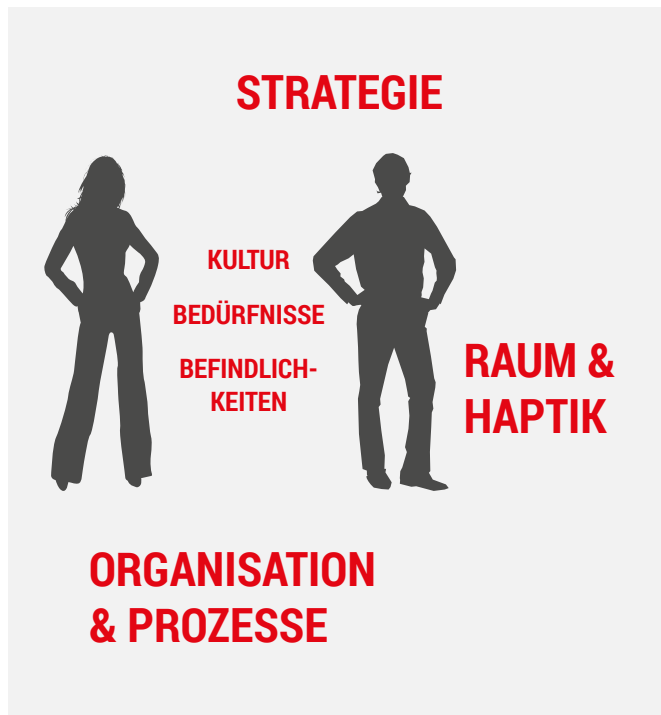 STRATEGIE
KULTUR
BEDÜRFNISSE
BEFINDLICH-
KEITEN
RAUM &
HAPTIK
ORGANISATION
& PROZESSE